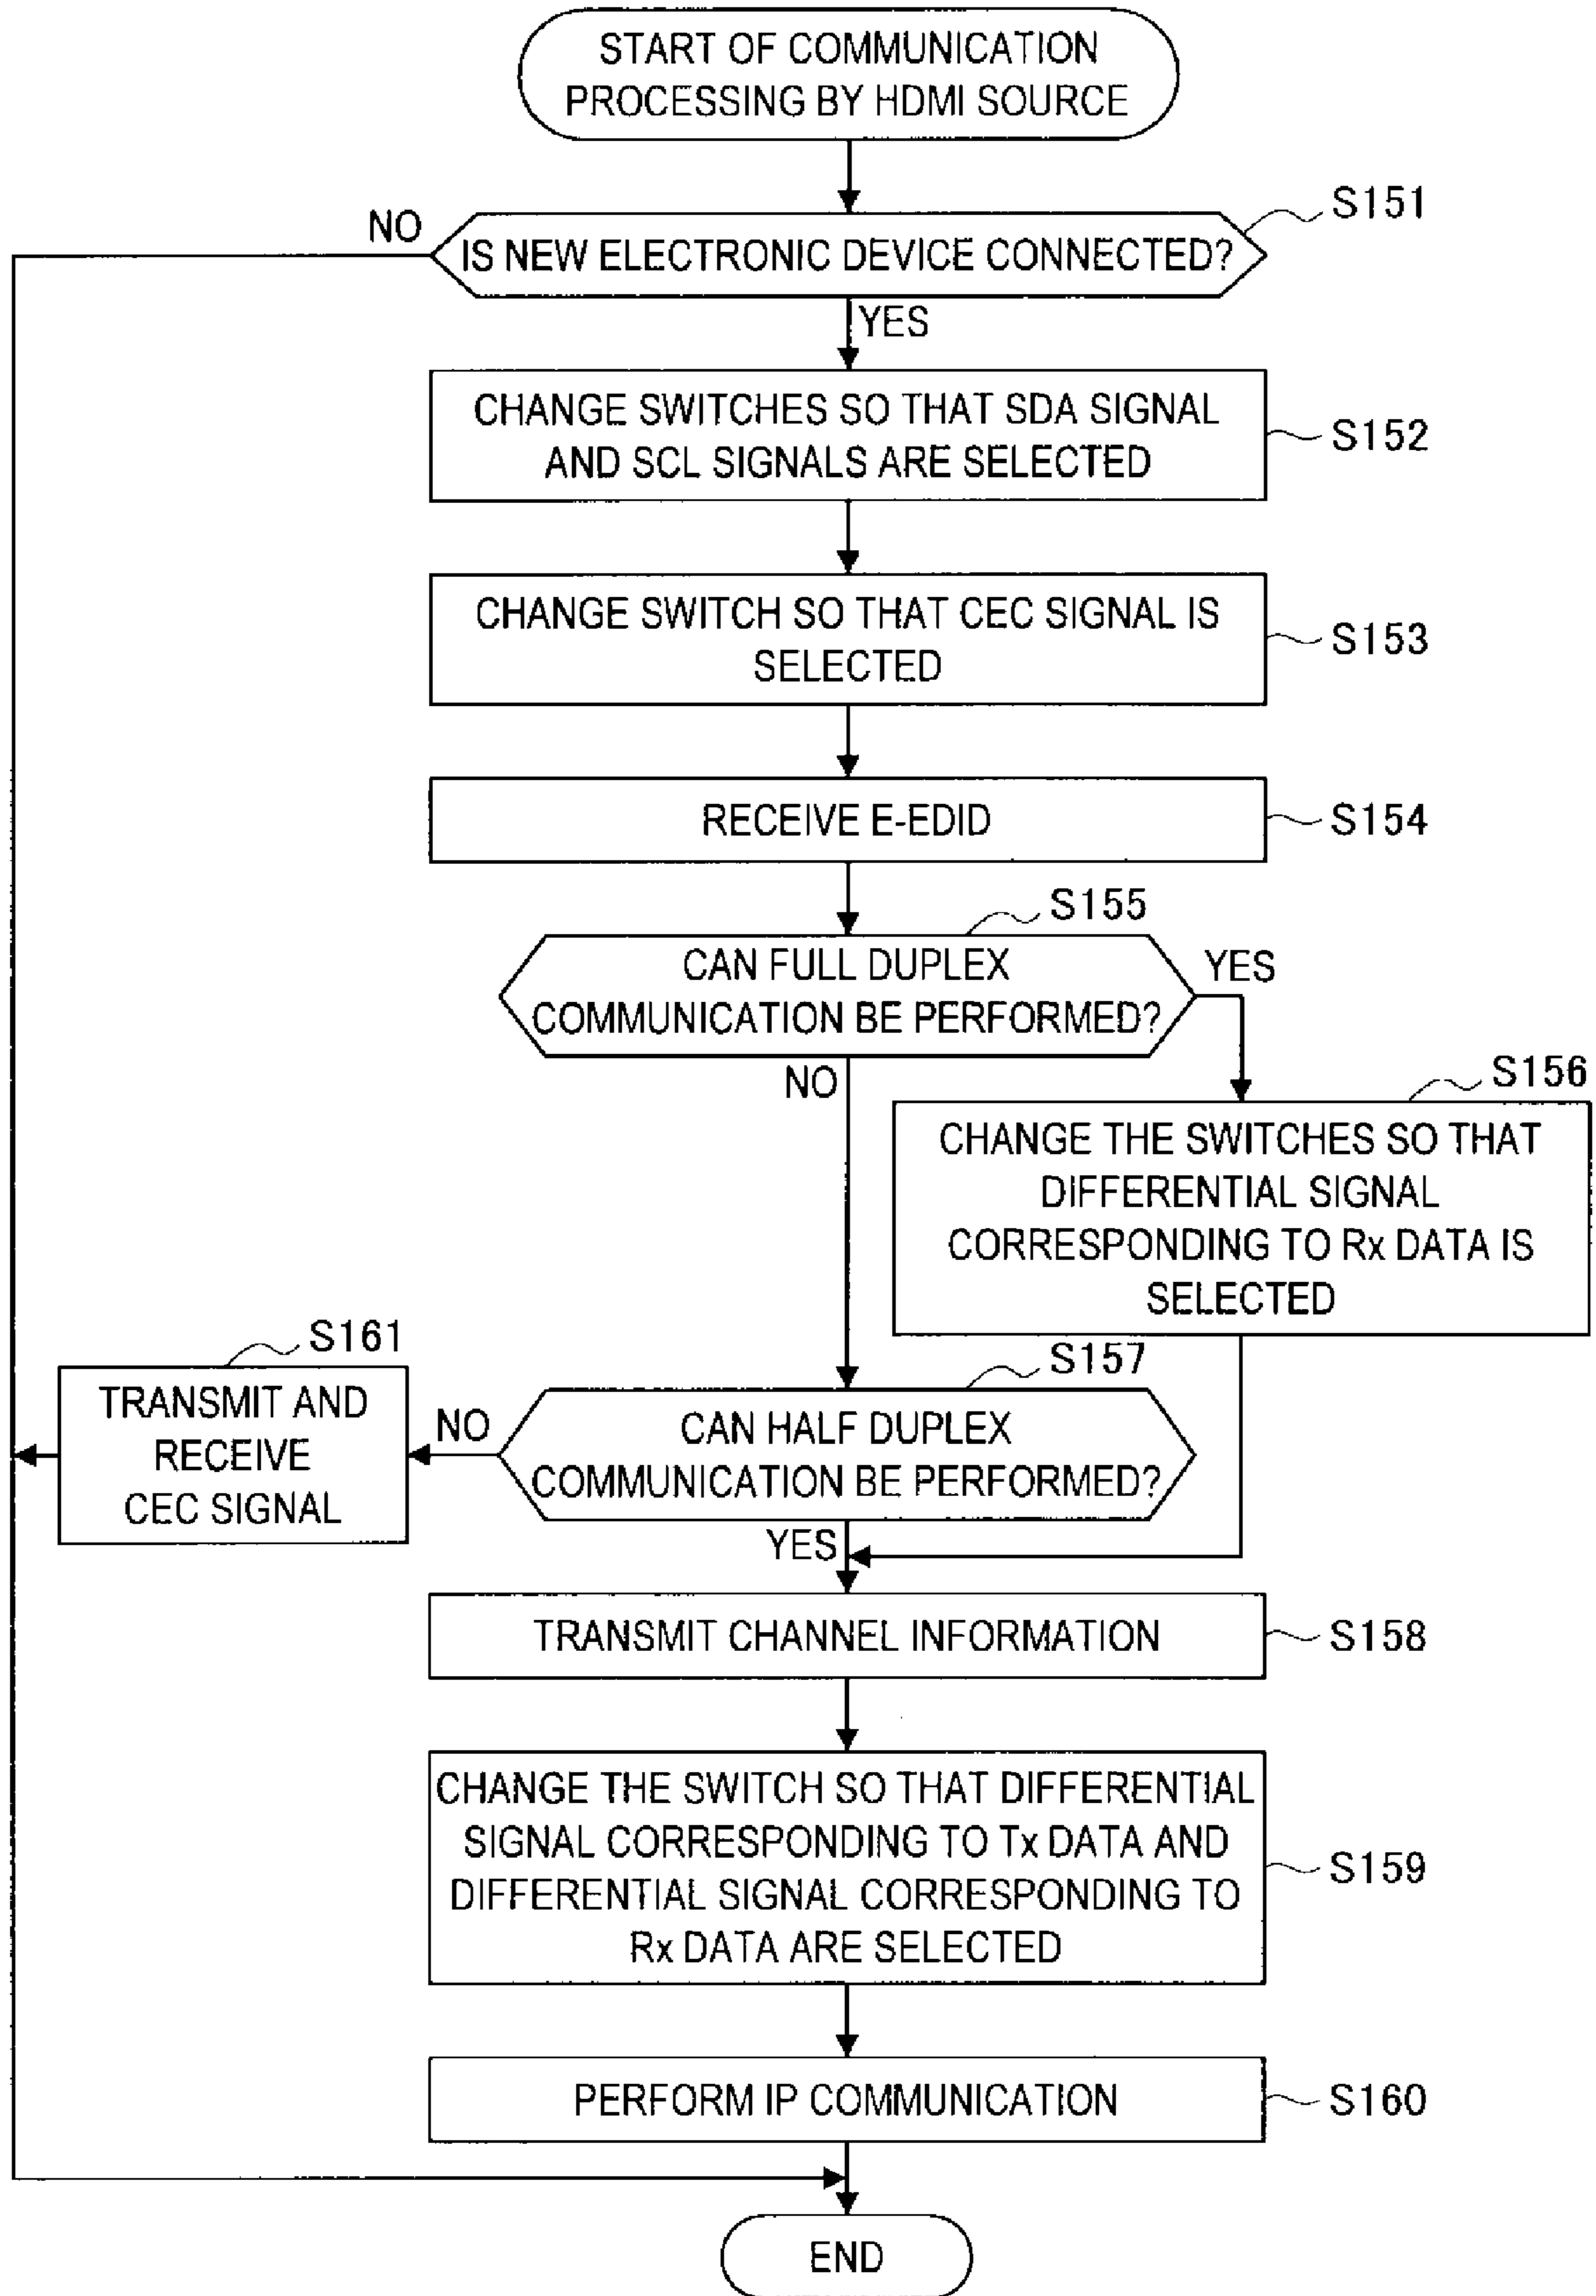 START OF COMMUNICATION
PROCESSING BY HDMI SOURCE
S151
NO
IS NEW ELECTRONIC DEVICE CONNECTED?
YES
CHANGE SWITCHES SO THAT SDA SIGNAL
AND SCL SIGNALS ARE SELECTED
S152
CHANGE SWITCH SO THAT CEC SIGNAL IS
SELECTED
S153
RECEIVE E-EDID
S154
S155
CAN FULL DUPLEX
COMMUNICATION BE PERFORMED?
YES
NO
S156
CHANGE THE SWITCHES SO THAT
DIFFERENTIAL SIGNAL
CORRESPONDING TO Rx DATA IS
SELECTED
S161
TRANSMIT AND
RECEIVE
CEC SIGNAL
NO
S157
CAN HALF DUPLEX
COMMUNICATION BE PERFORMED?
YES
TRANSMIT CHANNEL INFORMATION
S158
CHANGE THE SWITCH SO THAT DIFFERENTIAL
SIGNAL CORRESPONDING TO Tx DATA AND
DIFFERENTIAL SIGNAL CORRESPONDING TO
Rx DATA ARE SELECTED
S159
PERFORM IP COMMUNICATION
S160
END